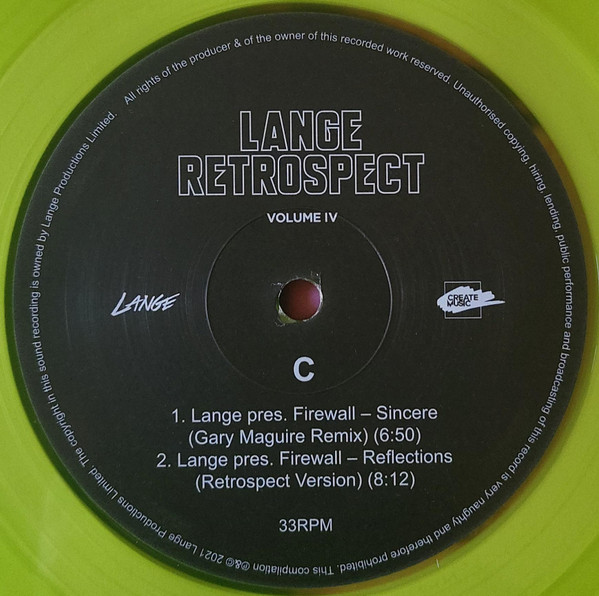 LANGE
RETROSPECT
VOLUME IV
LANGE
CREATE
MUSIC
C
1. Lange pres. Firewall – Sincere
(Gary Maguire Remix) (6:50)
2. Lange pres. Firewall – Reflections
(Retrospect Version) (8:12)
33RPM
All rights of the producer & of the owner of this recorded work reserved. Unauthorised copying, hiring, lending, public performance and broadcasting of this record is very naughty and therefore prohibited. This compilation ℗&© 2021 Lange Productions Limited. The copyright in this sound recording is owned by Lange Productions Limited.